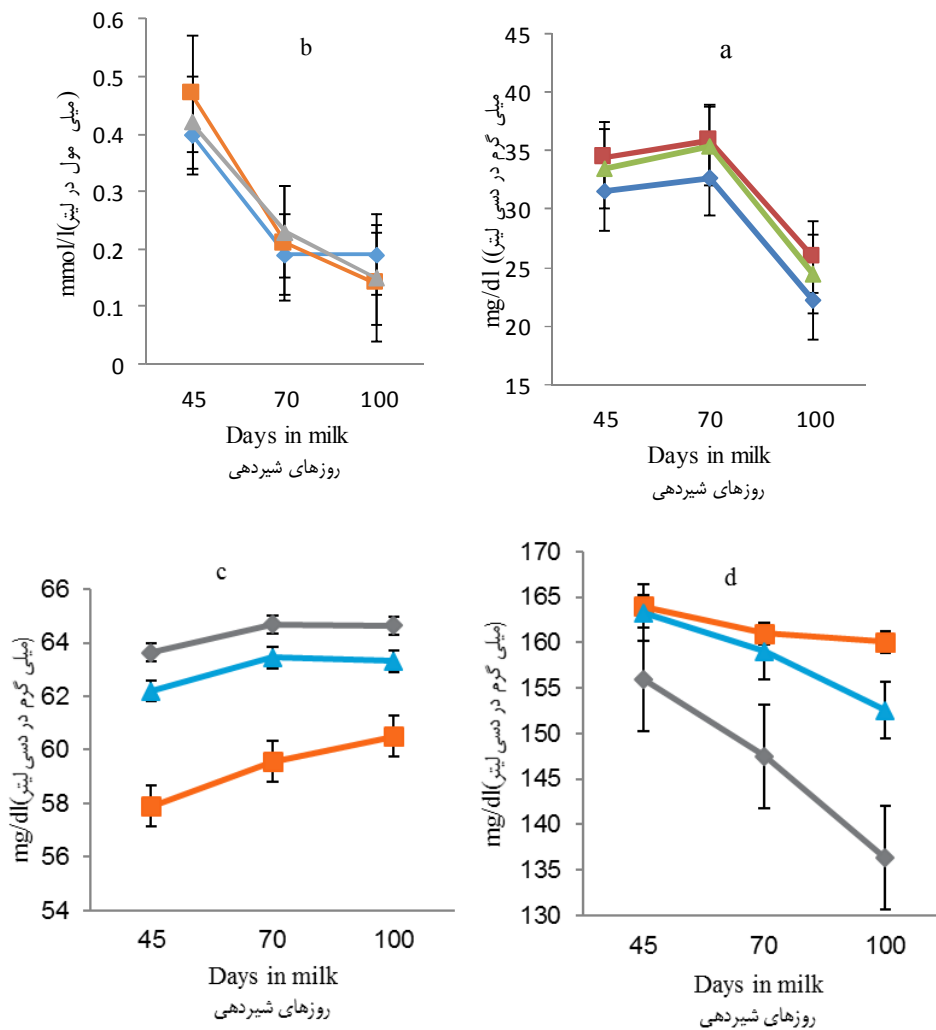 b
mmol/l(میلی مول در لیتر)
0.6
0.5
0.4
0.3
0.2
0.1
0
45 70 100
Days in milk
روزهای شیردهی
a
mg/dl ((میلی گرم در دسی لیتر
45
40
35
30
25
20
15
45 70 100
Days in milk
روزهای شیردهی
c
mg/dl(میلی گرم در دسی لیتر)
66
64
62
60
58
56
54
45 70 100
Days in milk
روزهای شیردهی
d
mg/dl(میلی گرم در دسی لیتر)
170
165
160
155
150
145
140
135
130
45 70 100
Days in milk
روزهای شیردهی